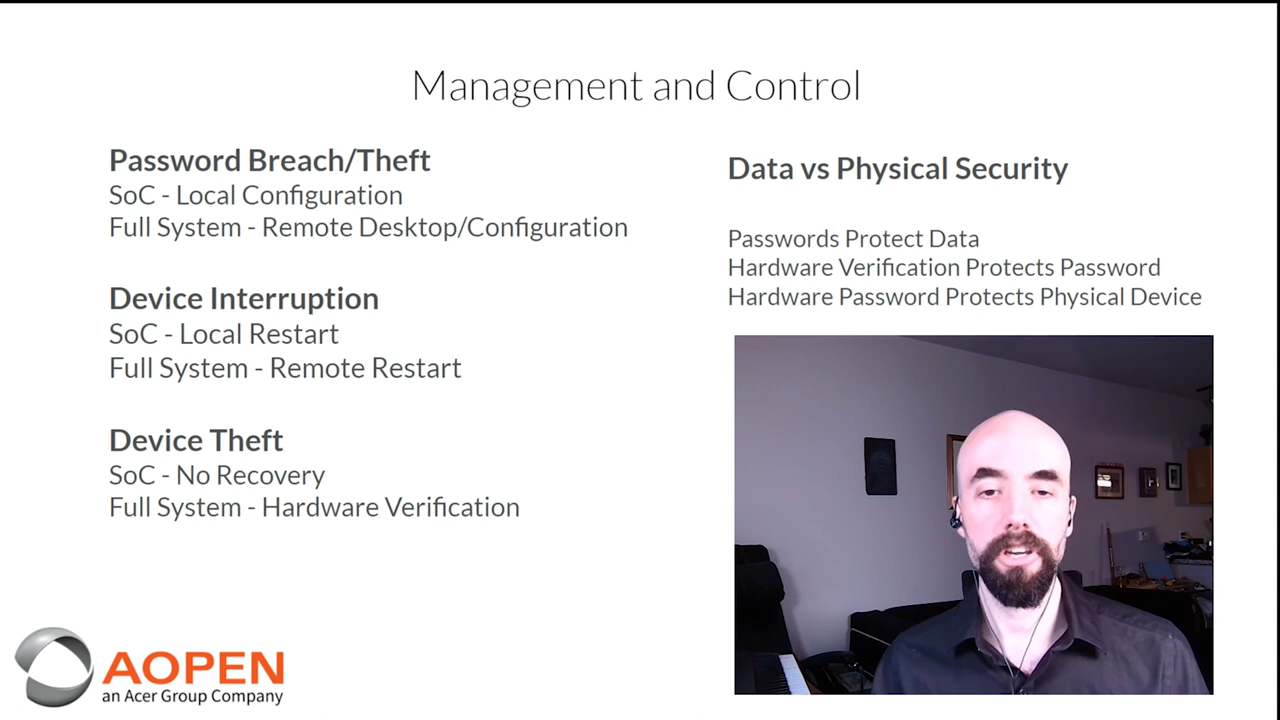 Management and Control
Password Breach/Theft
SoC - Local Configuration
Full System - Remote Desktop/Configuration
Device Interruption
SoC - Local Restart
Full System - Remote Restart
Device Theft
SoC - No Recovery
Full System - Hardware Verification
Data vs Physical Security
Passwords Protect Data
Hardware Verification Protects Password
Hardware Password Protects Physical Device
AOPEN
an Acer Group Company